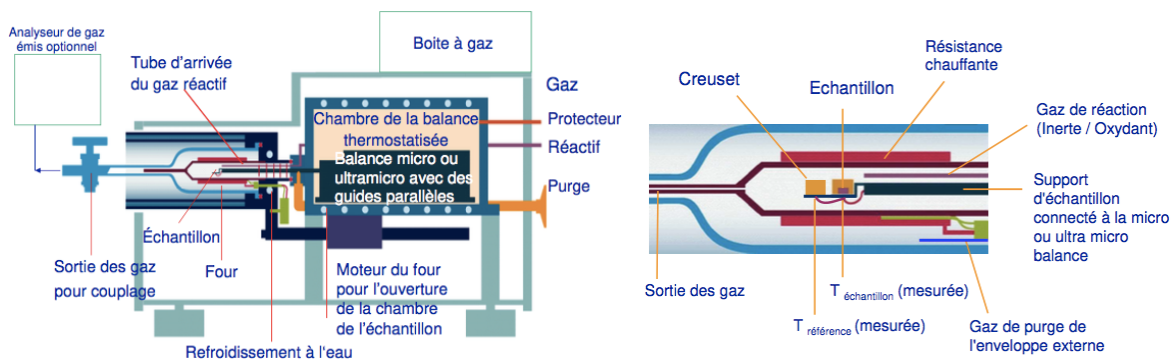 Analyseur de gaz
émis optionnel
Boite à gaz
Tube d'arrivée
du gaz réactif
Gaz
Chambre de la balance
thermostatisée
Protecteur
Balance micro ou
ultramicro avec des
guides parallèles
Réactif
Purge
Échantillon
Sortie des gaz
pour couplage
Four
Moteur du four
pour l'ouverture
de la chambre
de l'échantillon
Refroidissement à l'eau
Résistance
chauffante
Creuset
Echantillon
Gaz de réaction
(Inerte / Oxydant)
Support
d'échantillon
connecté à la micro
ou ultra micro
balance
Sortie des gaz
T échantillon (mesurée)
T référence (mesurée)
Gaz de purge de
l'enveloppe externe